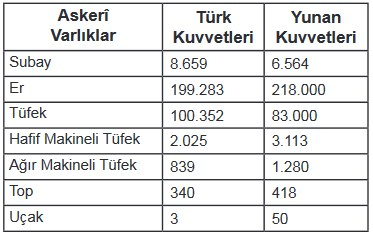 Askerî Varlıklar Türk Kuvvetleri Yunan Kuvvetleri
Subay 8.659 6.564
Er 199.283 218.000
Tüfek 100.352 83.000
Hafif Makineli Tüfek 2.025 3.113
Ağır Makineli Tüfek 839 1.280
Top 340 418
Uçak 3 50